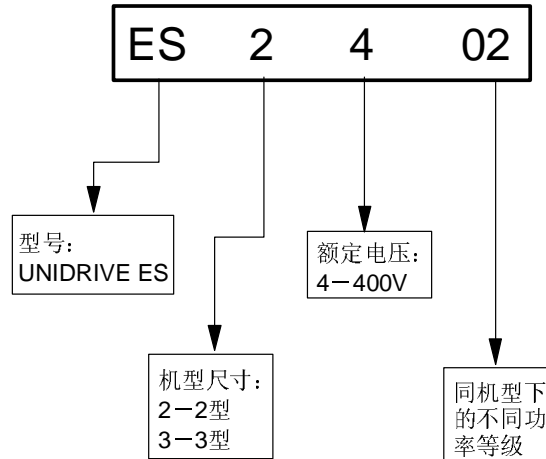 ES 2 4 02
型号：
UNIDRIVE ES
额定电压：
4－400V
机型尺寸：
2－2型
3－3型
同机型下
的不同功
率等级